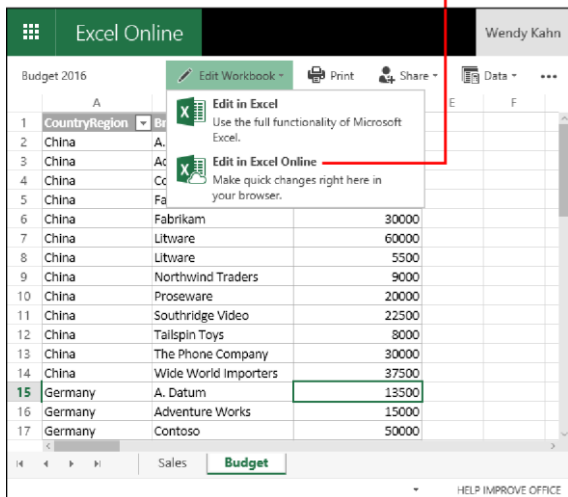 Excel Online
Wendy Kahn
Budget 2016
Edit Workbook
Print
Share
Data
A
E
F
Edit in Excel
Use the full functionality of Microsoft
Excel.
Edit in Excel Online
Make quick changes right here in
your browser.
1 CountryRegion Br
2 China A.
3 China Ad
4 China Co
5 China Fa
6 China Fabrikam 30000
7 China Litware 60000
8 China Litware 5500
9 China Northwind Traders 9000
10 China Proseware 20000
11 China Southridge Video 22500
12 China Tailspin Toys 8000
13 China The Phone Company 30000
14 China Wide World Importers 37500
15 Germany A. Datum 13500
16 Germany Adventure Works 15000
17 Germany Contoso 50000
Sales
Budget
HELP IMPROVE OFFICE